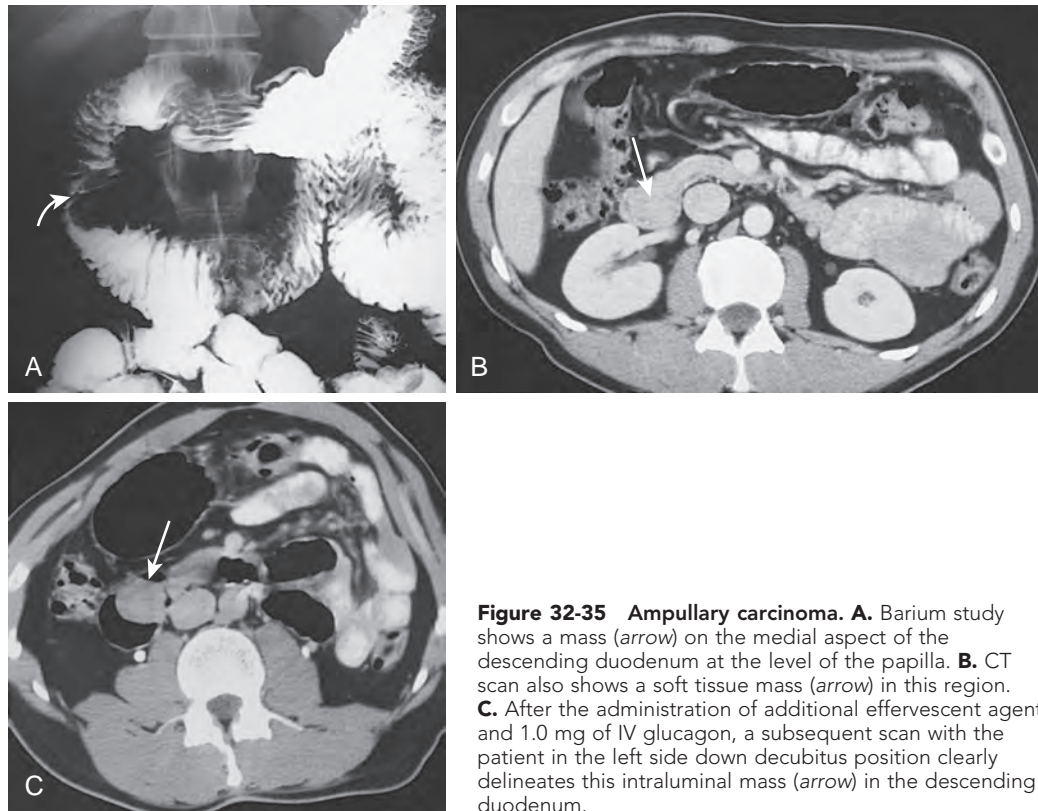 A
B
C
Figure 32-35 Ampullary carcinoma. A. Barium study
shows a mass (arrow) on the medial aspect of the
descending duodenum at the level of the papilla. B. CT
scan also shows a soft tissue mass (arrow) in this region.
C. After the administration of additional effervescent agent
and 1.0 mg of IV glucagon, a subsequent scan with the
patient in the left side down decubitus position clearly
delineates this intraluminal mass (arrow) in the descending
duodenum.